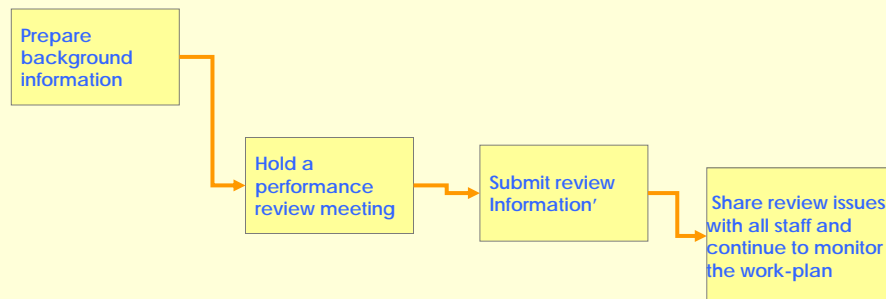 Prepare
background
information
Hold a
performance
review meeting
Submit review
Information’
Share review issues
with all staff and
continue to monitor
the work-plan